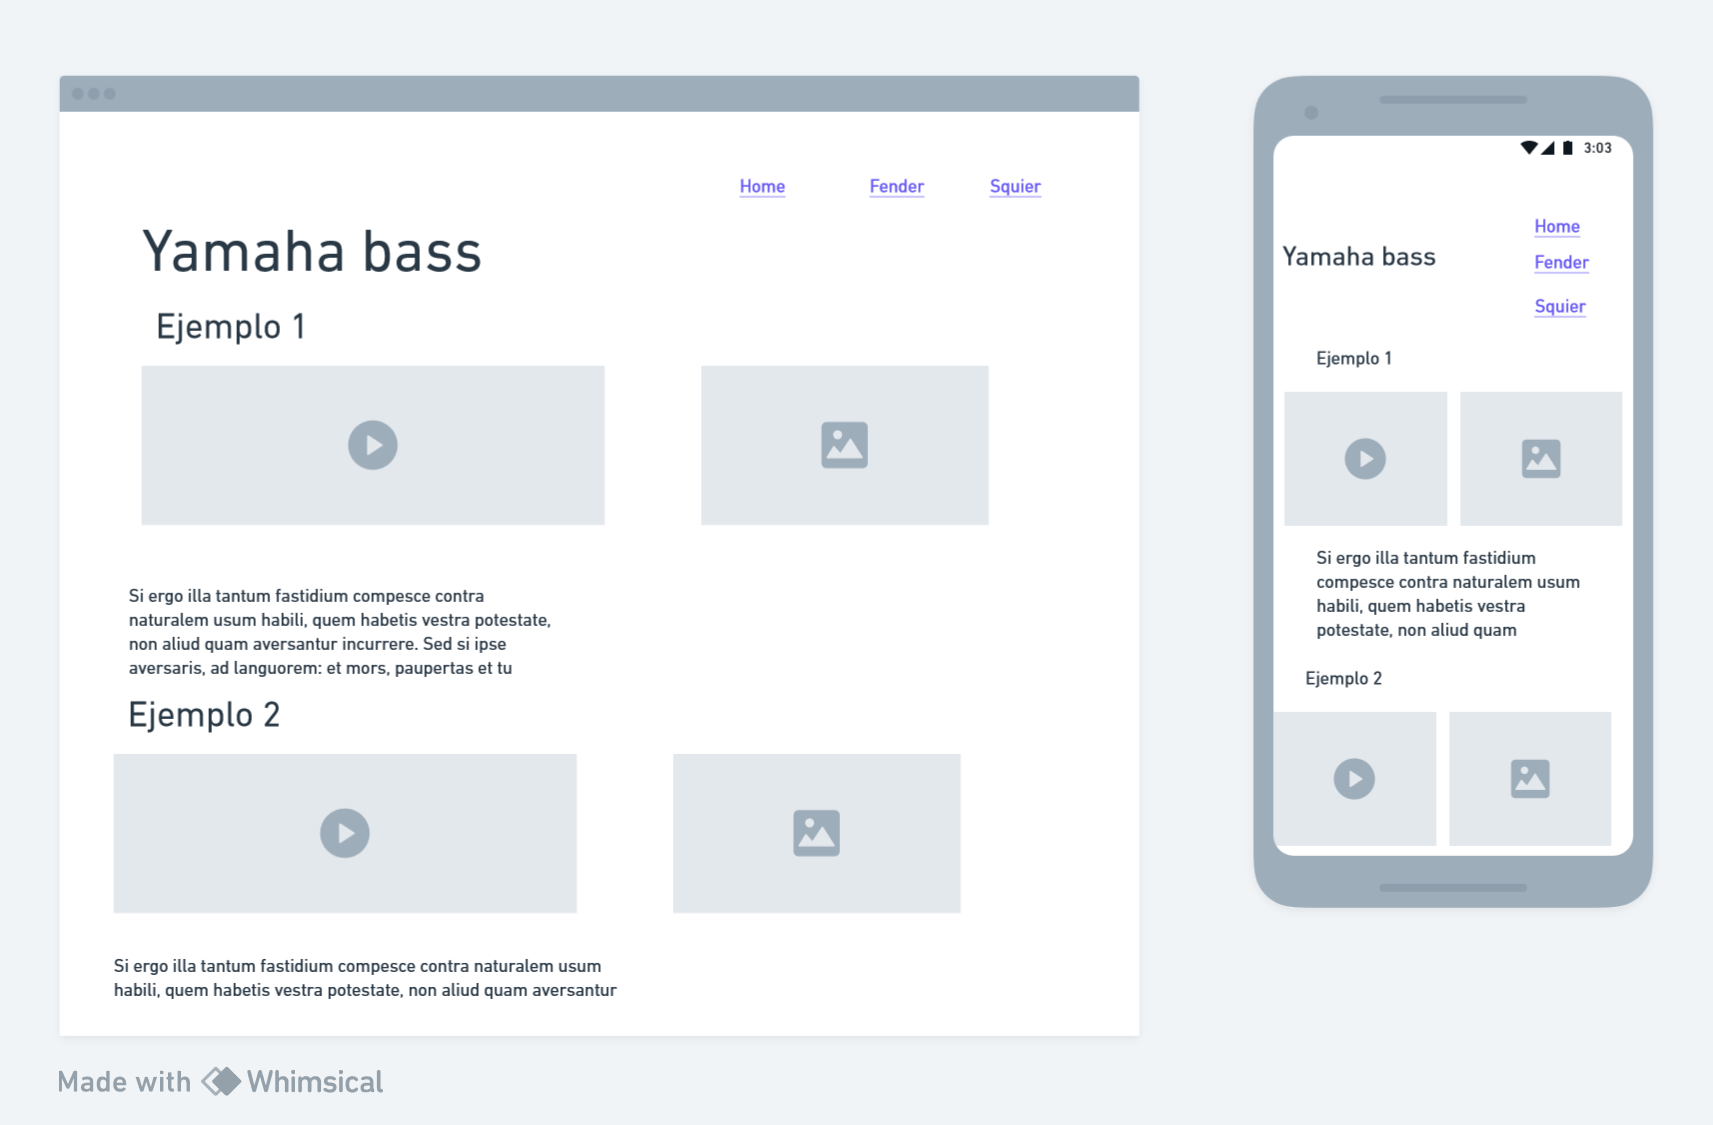 Home Fender Squier
Yamaha bass
Ejemplo 1
Si ergo illa tantum fastidium compesce contra
naturalem usum habili, quem habetis vestra potestate,
non aliud quam aversantur incurrere. Sed si ipse
aversaris, ad languorem: et mors, paupertas et tu
Ejemplo 2
Si ergo illa tantum fastidium compesce contra naturalem usum
habili, quem habetis vestra potestate, non aliud quam aversantur
3:03
Home
Yamaha bass
Fender
Squier
Ejemplo 1
Si ergo illa tantum fastidium
compesce contra naturalem usum
habili, quem habetis vestra
potestate, non aliud quam
Ejemplo 2
Made with Whimsical